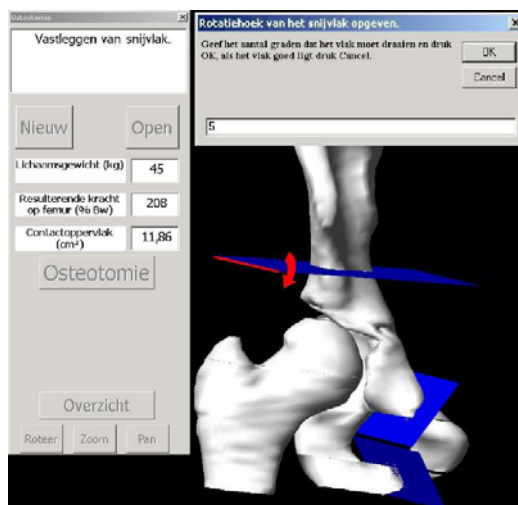 Osteotomie
Vastleggen van snijvlak.
Nieuw
Open
Lichaamsgewicht (kg)
45
Resulterende kracht
op femur (% Bw)
208
Contactoppervlak
(cm²)
11,86
Osteotomie
Overzicht
Roteer
Zoom
Pan
Rotatiehoek van het snijvlak opgeven.
Geef het aantal graden dat het vlak moet draaien en druk
OK, als het vlak goed ligt druk Cancel.
OK
Cancel
5